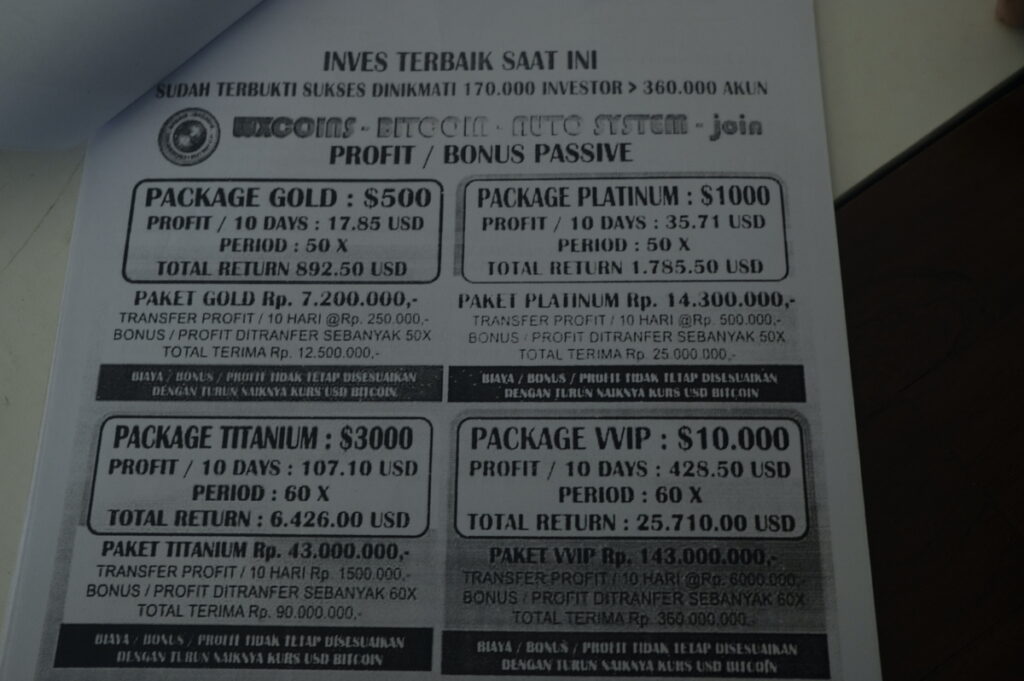 INVES TERBAIK SAAT INI
SUDAH TERBUKTI SUKSES DINIKMATI 170.000 INVESTOR > 360.000 AKUN
WXCOINS - BITCOIN - AUTO SYSTEM - join
PROFIT / BONUS PASSIVE
PACKAGE GOLD : $500
PROFIT / 10 DAYS : 17.85 USD
PERIOD : 50 X
TOTAL RETURN 892.50 USD
PAKET GOLD Rp. 7.200.000,-
TRANSFER PROFIT / 10 HARI @Rp. 250.000,-
BONUS / PROFIT DITRANFER SEBANYAK 50X
TOTAL TERIMA Rp. 12.500.000,-
BIAYA / BONUS / PROFIT TIDAK TETAP DISESUAIKAN
DENGAN TURUN NAIKNYA KURS USD BITCOIN
PACKAGE PLATINUM : $1000
PROFIT / 10 DAYS : 35.71 USD
PERIOD : 50 X
TOTAL RETURN 1.785.50 USD
PAKET PLATINUM Rp. 14.300.000,-
TRANSFER PROFIT / 10 HARI @Rp. 500.000,-
BONUS / PROFIT DITRANFER SEBANYAK 50X
TOTAL TERIMA Rp. 25.000.000,-
BIAYA / BONUS / PROFIT TIDAK TETAP DISESUAIKAN
DENGAN TURUN NAIKNYA KURS USD BITCOIN
PACKAGE TITANIUM : $3000
PROFIT / 10 DAYS : 107.10 USD
PERIOD : 60 X
TOTAL RETURN : 6.426.00 USD
PAKET TITANIUM Rp. 43.000.000,-
TRANSFER PROFIT / 10 HARI Rp. 1500.000,-
BONUS / PROFIT DITRANFER SEBANYAK 60X
TOTAL TERIMA Rp. 90.000.000,-
BIAYA / BONUS / PROFIT TIDAK TETAP DISESUAIKAN
DENGAN TURUN NAIKNYA KURS USD BITCOIN
PACKAGE VVIP : $10.000
PROFIT / 10 DAYS : 428.50 USD
PERIOD : 60 X
TOTAL RETURN : 25.710.00 USD
PAKET VVIP Rp. 143.000.000,-
TRANSFER PROFIT / 10 HARI @Rp. 6000.000,-
BONUS / PROFIT DITRANFER SEBANYAK 60X
TOTAL TERIMA Rp. 360.000.000,-
BIAYA / BONUS / PROFIT TIDAK TETAP DISESUAIKAN
DENGAN TURUN NAIKNYA KURS USD BITCOIN